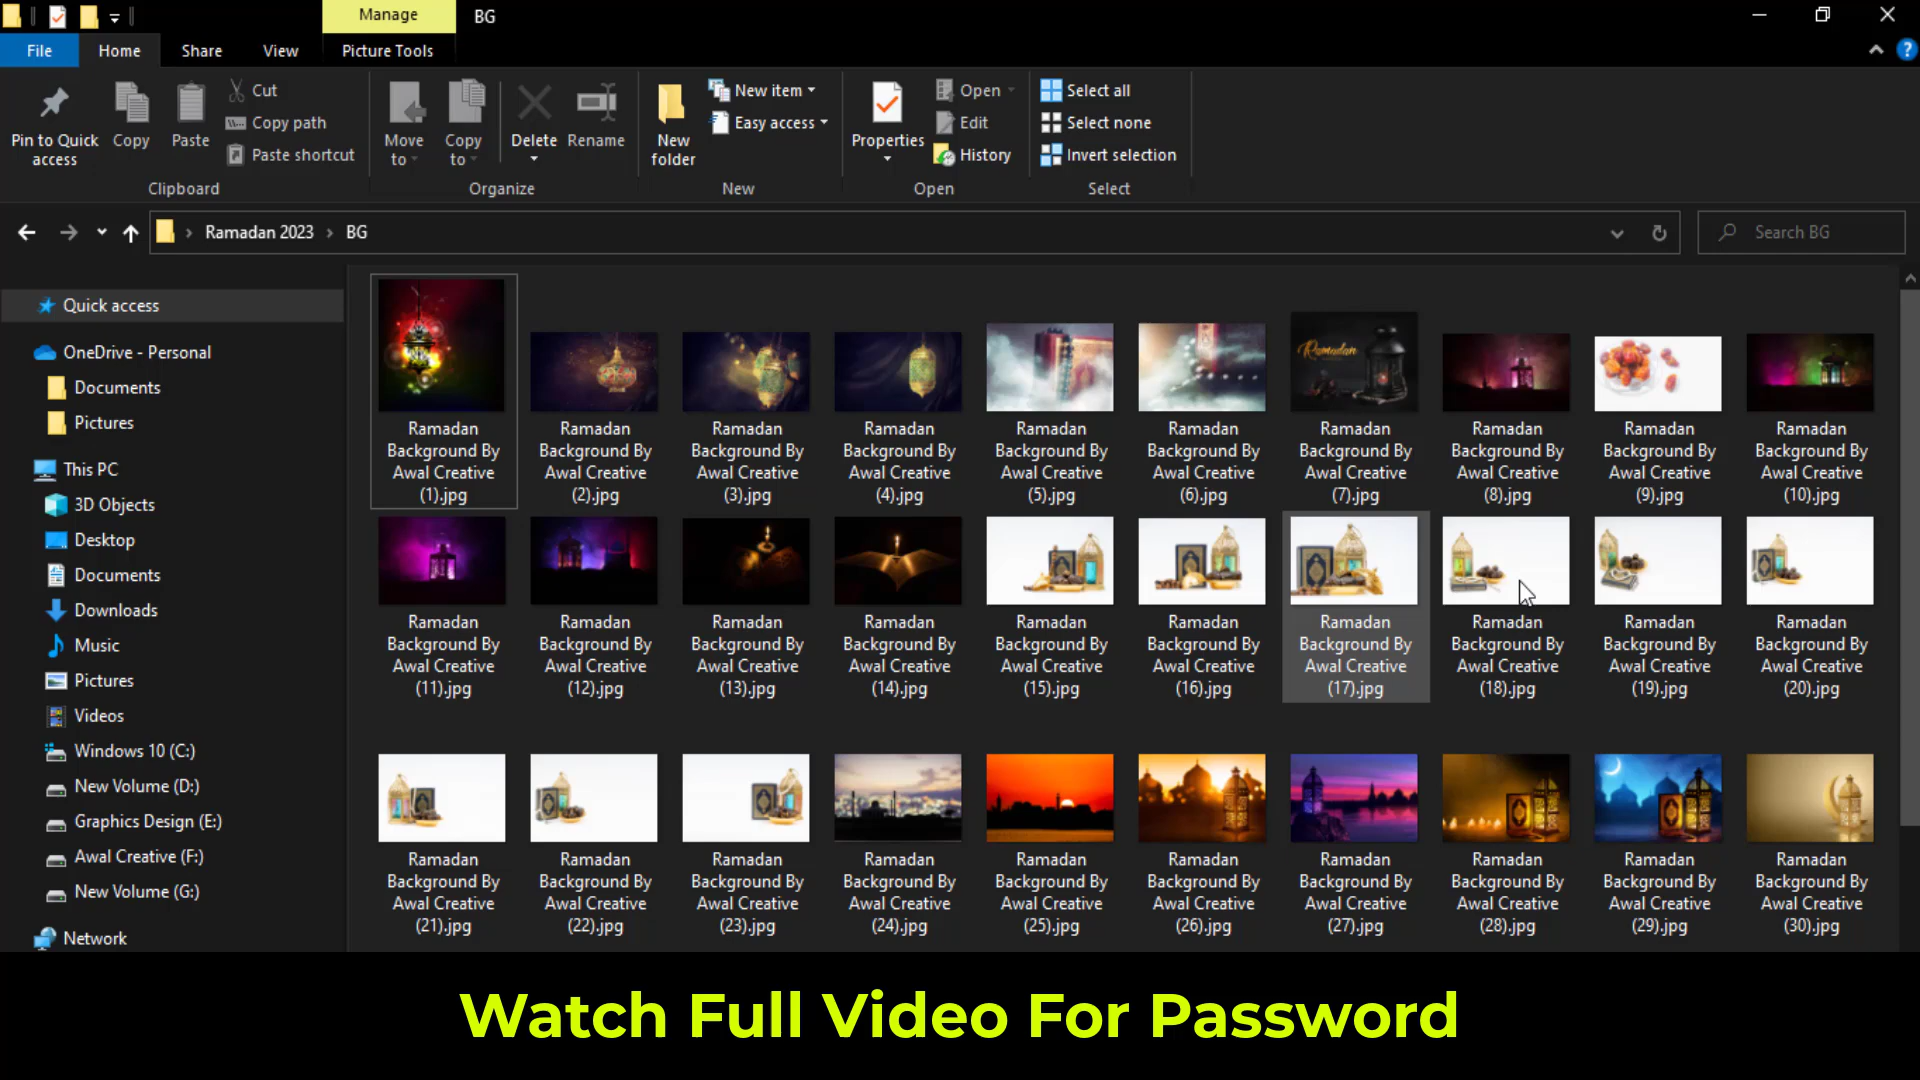 Manage
BG
File
Home
Share
View
Picture Tools
Pin to Quick
access
Copy
Paste
Cut
Copy path
Paste shortcut
Clipboard
Move
to
Copy
to
Delete
Rename
Organize
New
folder
New item
Easy access
New
Properties
Open
Edit
History
Open
Select all
Select none
Invert selection
Select
Ramadan 2023 › BG
Search BG
Quick access
OneDrive - Personal
Documents
Pictures
This PC
3D Objects
Desktop
Documents
Downloads
Music
Pictures
Videos
Windows 10 (C:)
New Volume (D:)
Graphics Design (E:)
Awal Creative (F:)
New Volume (G:)
Network
Ramadan
Ramadan
Background By
Awal Creative
(1).jpg
Ramadan
Background By
Awal Creative
(2).jpg
Ramadan
Background By
Awal Creative
(3).jpg
Ramadan
Background By
Awal Creative
(4).jpg
Ramadan
Background By
Awal Creative
(5).jpg
Ramadan
Background By
Awal Creative
(6).jpg
Ramadan
Background By
Awal Creative
(7).jpg
Ramadan
Background By
Awal Creative
(8).jpg
Ramadan
Background By
Awal Creative
(9).jpg
Ramadan
Background By
Awal Creative
(10).jpg
Ramadan
Background By
Awal Creative
(11).jpg
Ramadan
Background By
Awal Creative
(12).jpg
Ramadan
Background By
Awal Creative
(13).jpg
Ramadan
Background By
Awal Creative
(14).jpg
Ramadan
Background By
Awal Creative
(15).jpg
Ramadan
Background By
Awal Creative
(16).jpg
Ramadan
Background By
Awal Creative
(17).jpg
Ramadan
Background By
Awal Creative
(18).jpg
Ramadan
Background By
Awal Creative
(19).jpg
Ramadan
Background By
Awal Creative
(20).jpg
Ramadan
Background By
Awal Creative
(21).jpg
Ramadan
Background By
Awal Creative
(22).jpg
Ramadan
Background By
Awal Creative
(23).jpg
Ramadan
Background By
Awal Creative
(24).jpg
Ramadan
Background By
Awal Creative
(25).jpg
Ramadan
Background By
Awal Creative
(26).jpg
Ramadan
Background By
Awal Creative
(27).jpg
Ramadan
Background By
Awal Creative
(28).jpg
Ramadan
Background By
Awal Creative
(29).jpg
Ramadan
Background By
Awal Creative
(30).jpg
Watch Full Video For Password